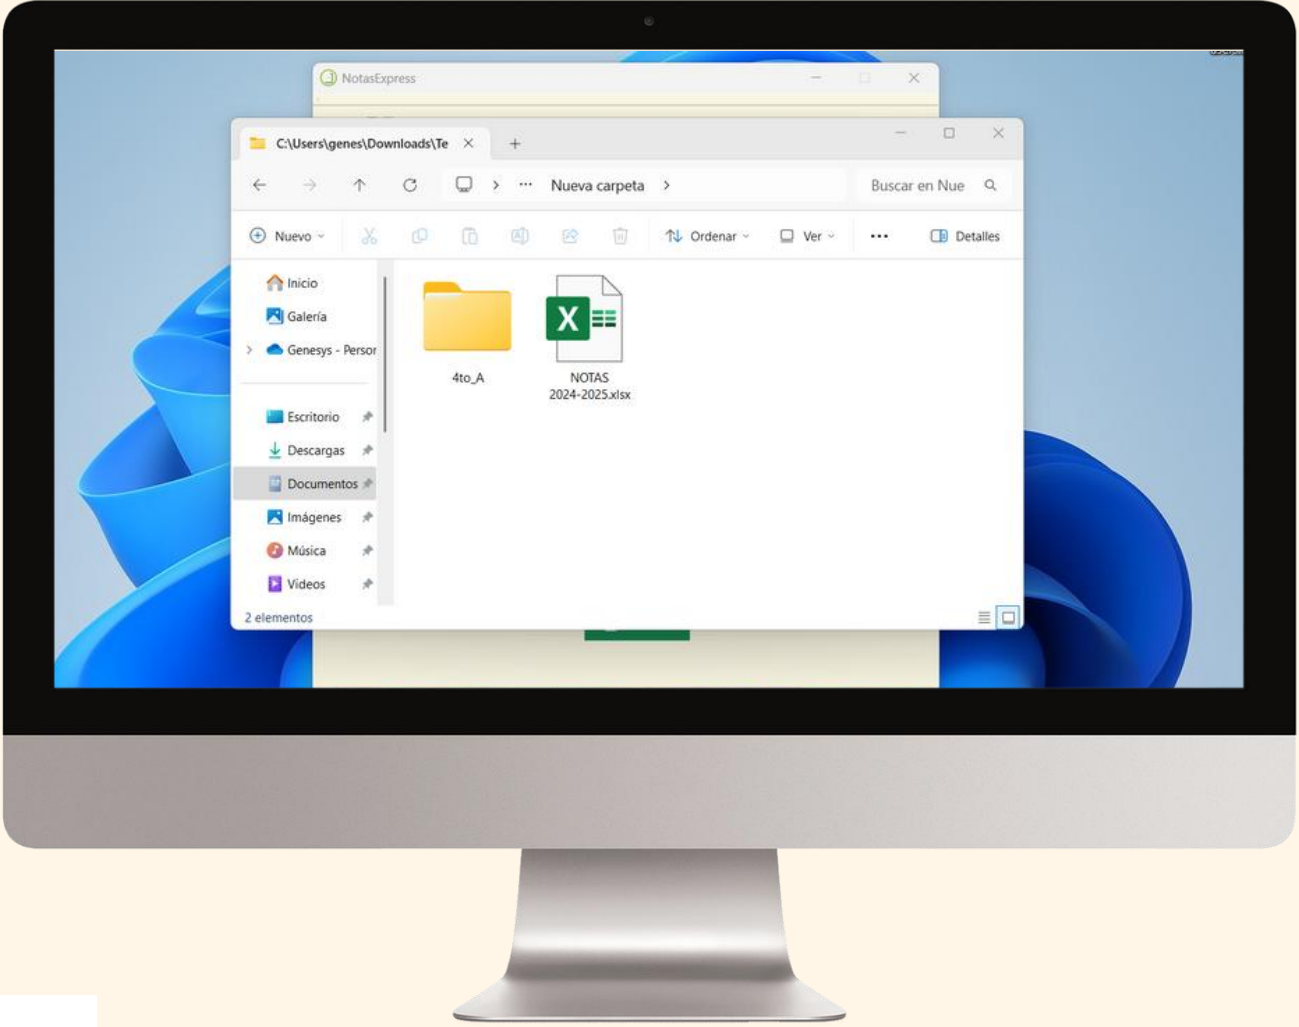 NotasExpress
C:\Users\genes\Downloads\Te
Nueva carpeta
Buscar en Nue
Nuevo
Ordenar
Ver
Detalles
Inicio
Galería
Genesys - Persor
Escritorio
Descargas
Documentos
Imágenes
Música
Vídeos
4to_A
NOTAS
2024-2025.xlsx
2 elementos